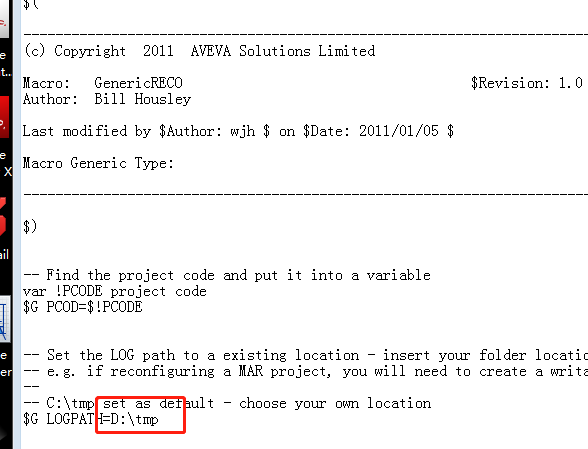 $(
(c) Copyright  2011  AVEVA Solutions Limited
Macro:   GenericRECO                                     $Revision: 1.0
Author:  Bill Housley
Last modified by $Author: wjh $ on $Date: 2011/01/05 $
Macro Generic Type:
$)
-- Find the project code and put it into a variable
var !PCODE project code
$G PCOD=$!PCODE
-- Set the LOG path to a existing location - insert your folder
-- e.g. if reconfiguring a MAR project, you will need to create a
--
-- C:\tmp set as default - choose your own location
$G LOGPATH=D:\tmp